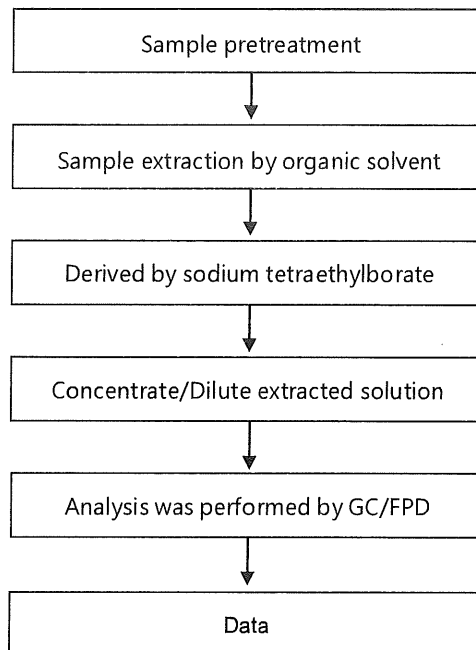 Sample pretreatment
Sample extraction by organic solvent
Derived by sodium tetraethylborate
Concentrate/Dilute extracted solution
Analysis was performed by GC/FPD
Data